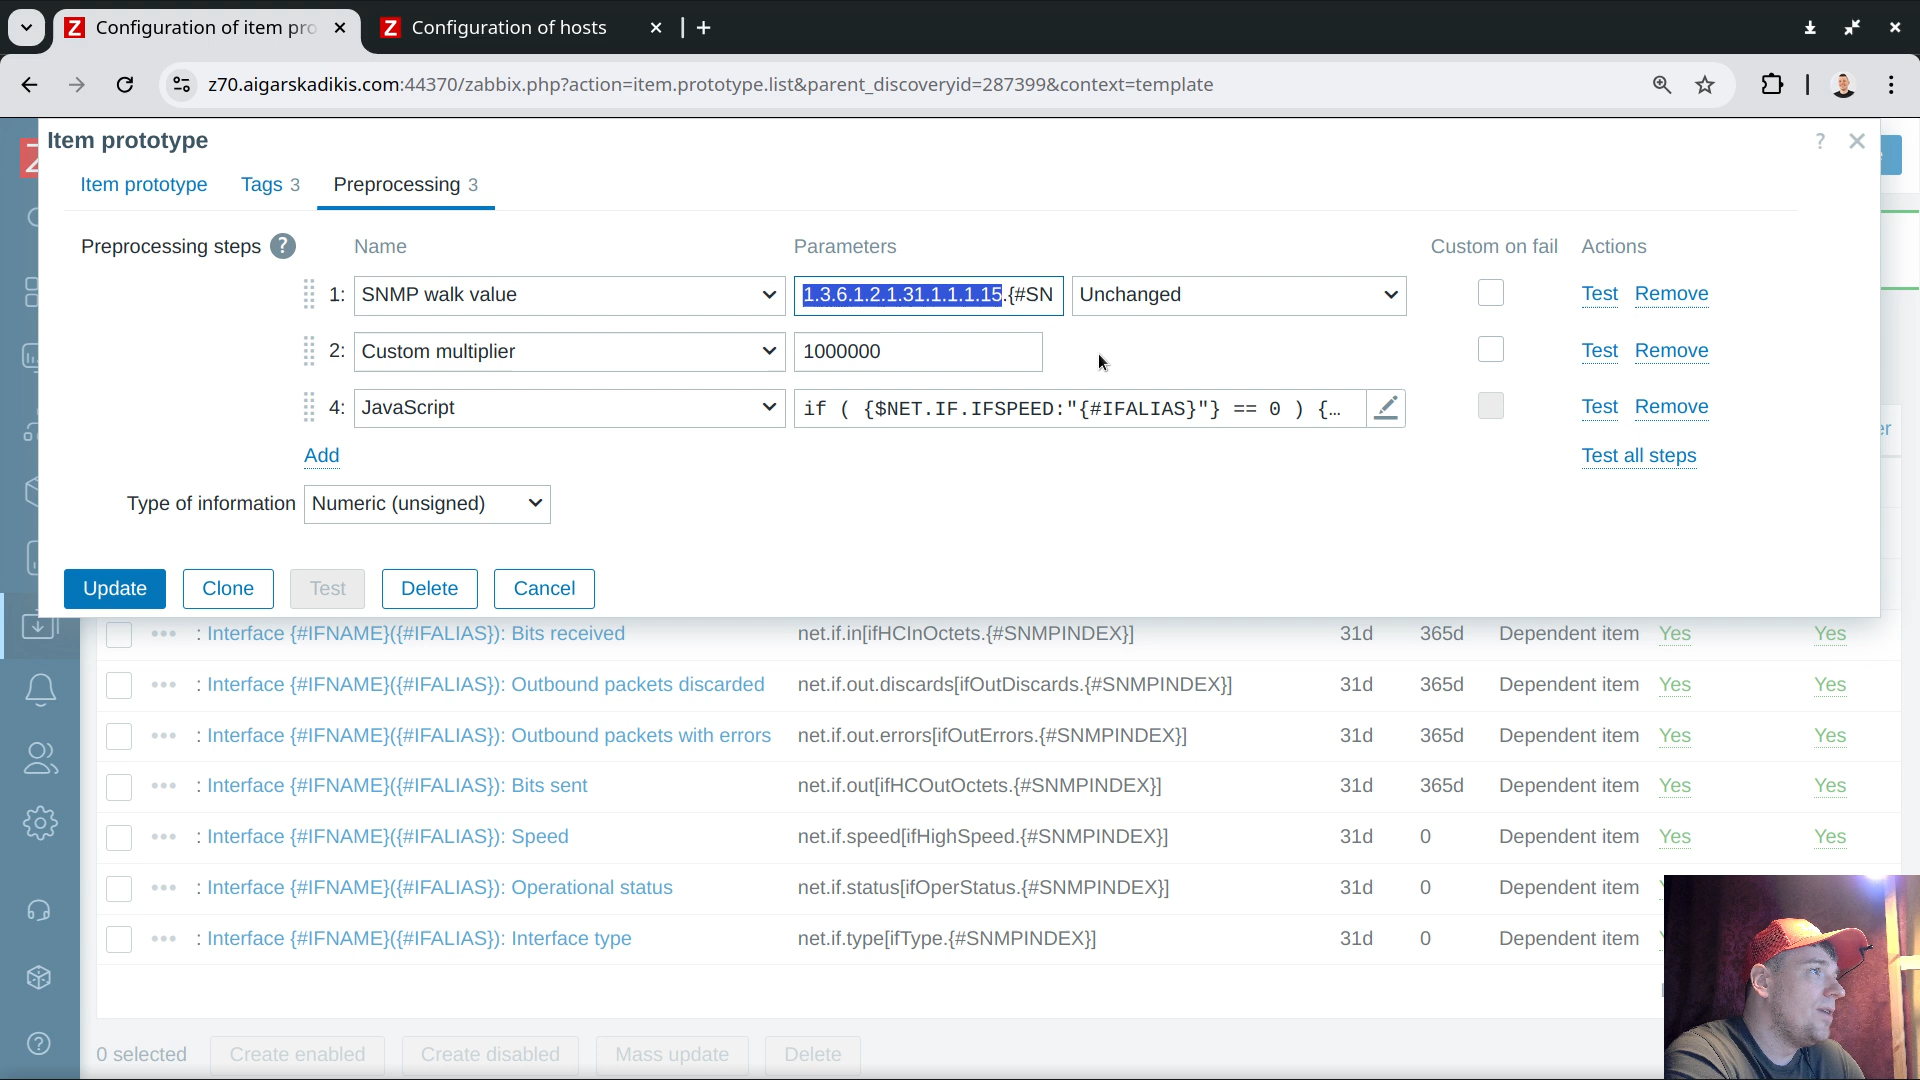 Configuration of item pro
Configuration of hosts
z70.aigarskadikis.com:44370/zabbix.php?action=item.prototype.list&parent_discoveryid=287399&context=template
Item prototype
Item prototype
Tags 3
Preprocessing 3
Preprocessing steps ?
Name
Parameters
Custom on fail
Actions
1: SNMP walk value
1.3.6.1.2.1.31.1.1.1.15.{#SN
Unchanged
Test
Remove
2: Custom multiplier
1000000
Test
Remove
4: JavaScript
if ( {$NET.IF.IFSPEED:"{#IFALIAS}"} == 0 ) {…
Test
Remove
Add
Test all steps
Type of information
Numeric (unsigned)
Update
Clone
Test
Delete
Cancel
: Interface {#IFNAME}({#IFALIAS}): Bits received net.if.in[ifHCInOctets.{#SNMPINDEX}] 31d 365d Dependent item Yes Yes
: Interface {#IFNAME}({#IFALIAS}): Outbound packets discarded net.if.out.discards[ifOutDiscards.{#SNMPINDEX}] 31d 365d Dependent item Yes Yes
: Interface {#IFNAME}({#IFALIAS}): Outbound packets with errors net.if.out.errors[ifOutErrors.{#SNMPINDEX}] 31d 365d Dependent item Yes Yes
: Interface {#IFNAME}({#IFALIAS}): Bits sent net.if.out[ifHCOutOctets.{#SNMPINDEX}] 31d 365d Dependent item Yes Yes
: Interface {#IFNAME}({#IFALIAS}): Speed net.if.speed[ifHighSpeed.{#SNMPINDEX}] 31d 0 Dependent item Yes Yes
: Interface {#IFNAME}({#IFALIAS}): Operational status net.if.status[ifOperStatus.{#SNMPINDEX}] 31d 0 Dependent item
: Interface {#IFNAME}({#IFALIAS}): Interface type net.if.type[ifType.{#SNMPINDEX}] 31d 0 Dependent item
0 selected
Create enabled
Create disabled
Mass update
Delete